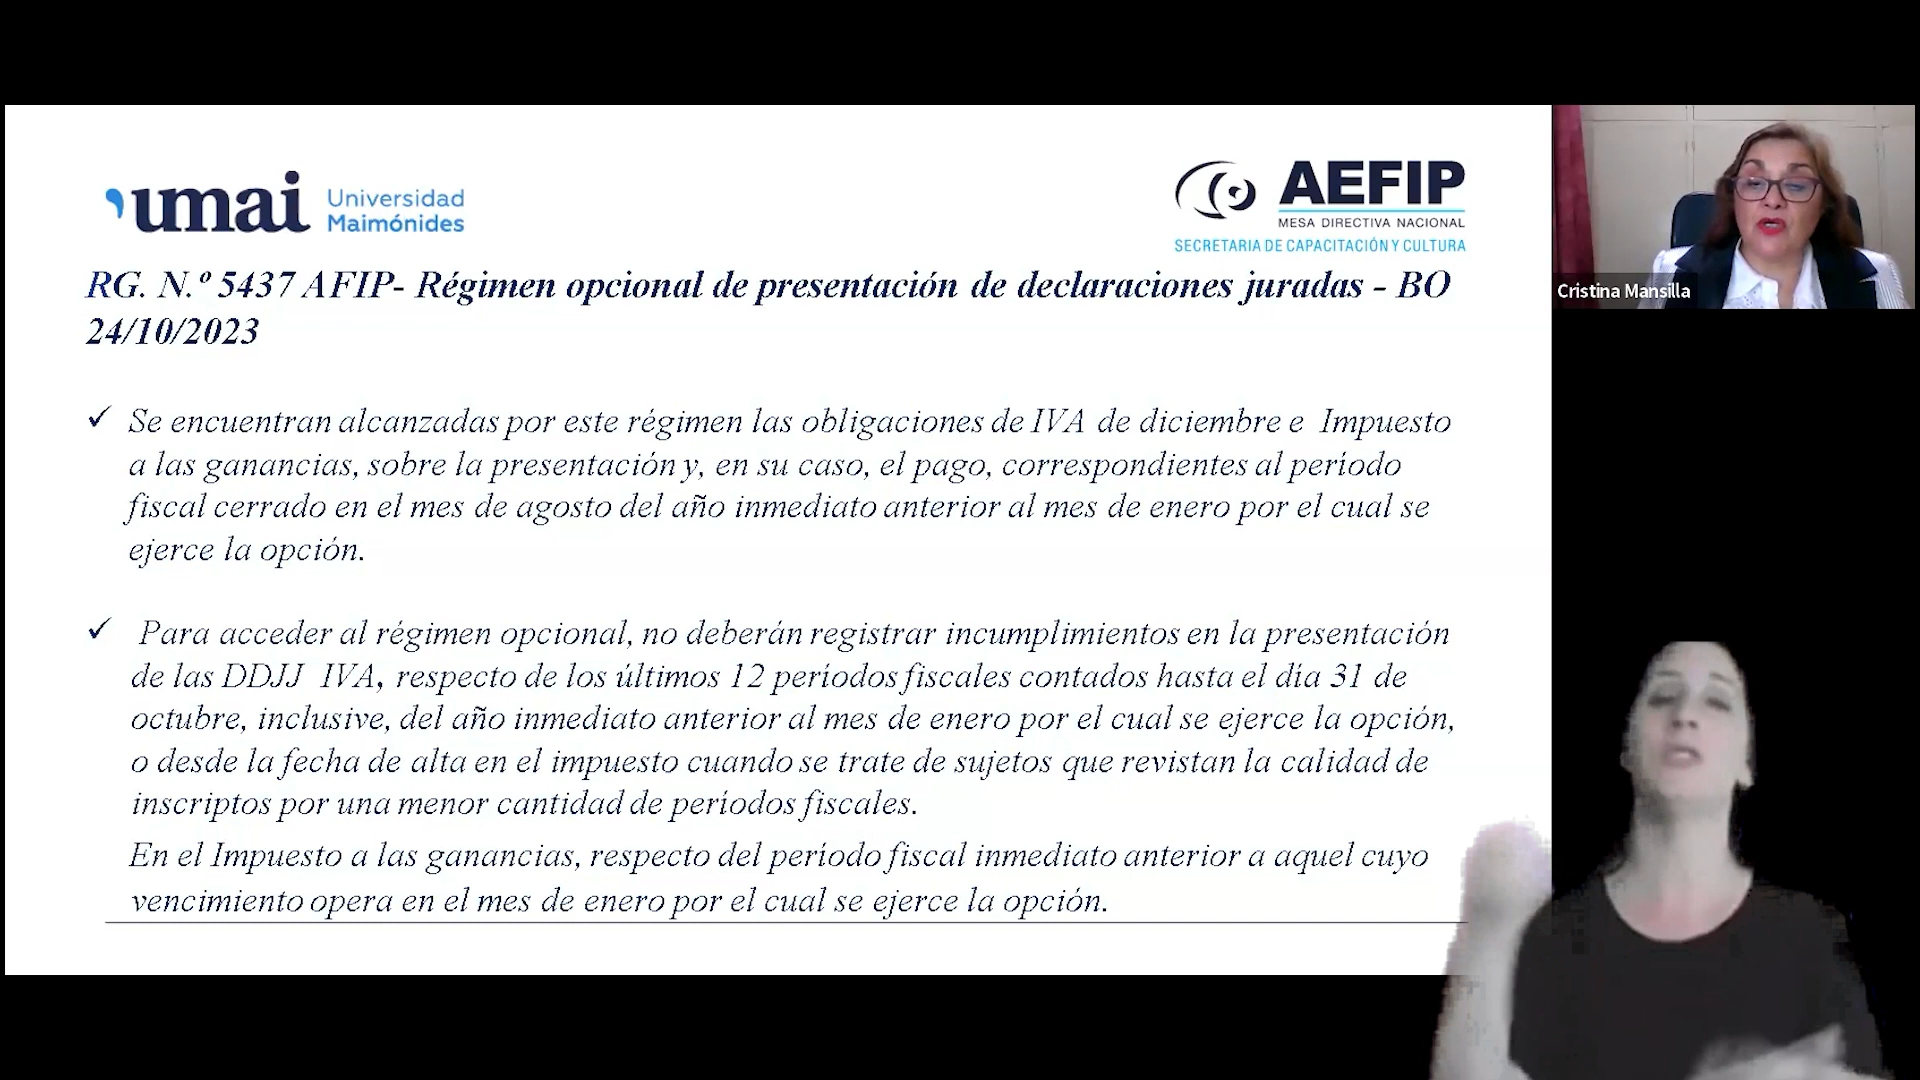 umai Universidad
Maimónides
AEFIP
MESA DIRECTIVA NACIONAL
SECRETARIA DE CAPACITACIÓN Y CULTURA
RG. N.º 5437 AFIP- Régimen opcional de presentación de declaraciones juradas - BO
24/10/2023
✓ Se encuentran alcanzadas por este régimen las obligaciones de IVA de diciembre e Impuesto
a las ganancias, sobre la presentación y, en su caso, el pago, correspondientes al período
fiscal cerrado en el mes de agosto del año inmediato anterior al mes de enero por el cual se
ejerce la opción.
✓ Para acceder al régimen opcional, no deberán registrar incumplimientos en la presentación
de las DDJJ IVA, respecto de los últimos 12 períodos fiscales contados hasta el día 31 de
octubre, inclusive, del año inmediato anterior al mes de enero por el cual se ejerce la opción,
o desde la fecha de alta en el impuesto cuando se trate de sujetos que revistan la calidad de
inscriptos por una menor cantidad de períodos fiscales.
En el Impuesto a las ganancias, respecto del período fiscal inmediato anterior a aquel cuyo
vencimiento opera en el mes de enero por el cual se ejerce la opción.
Cristina Mansilla